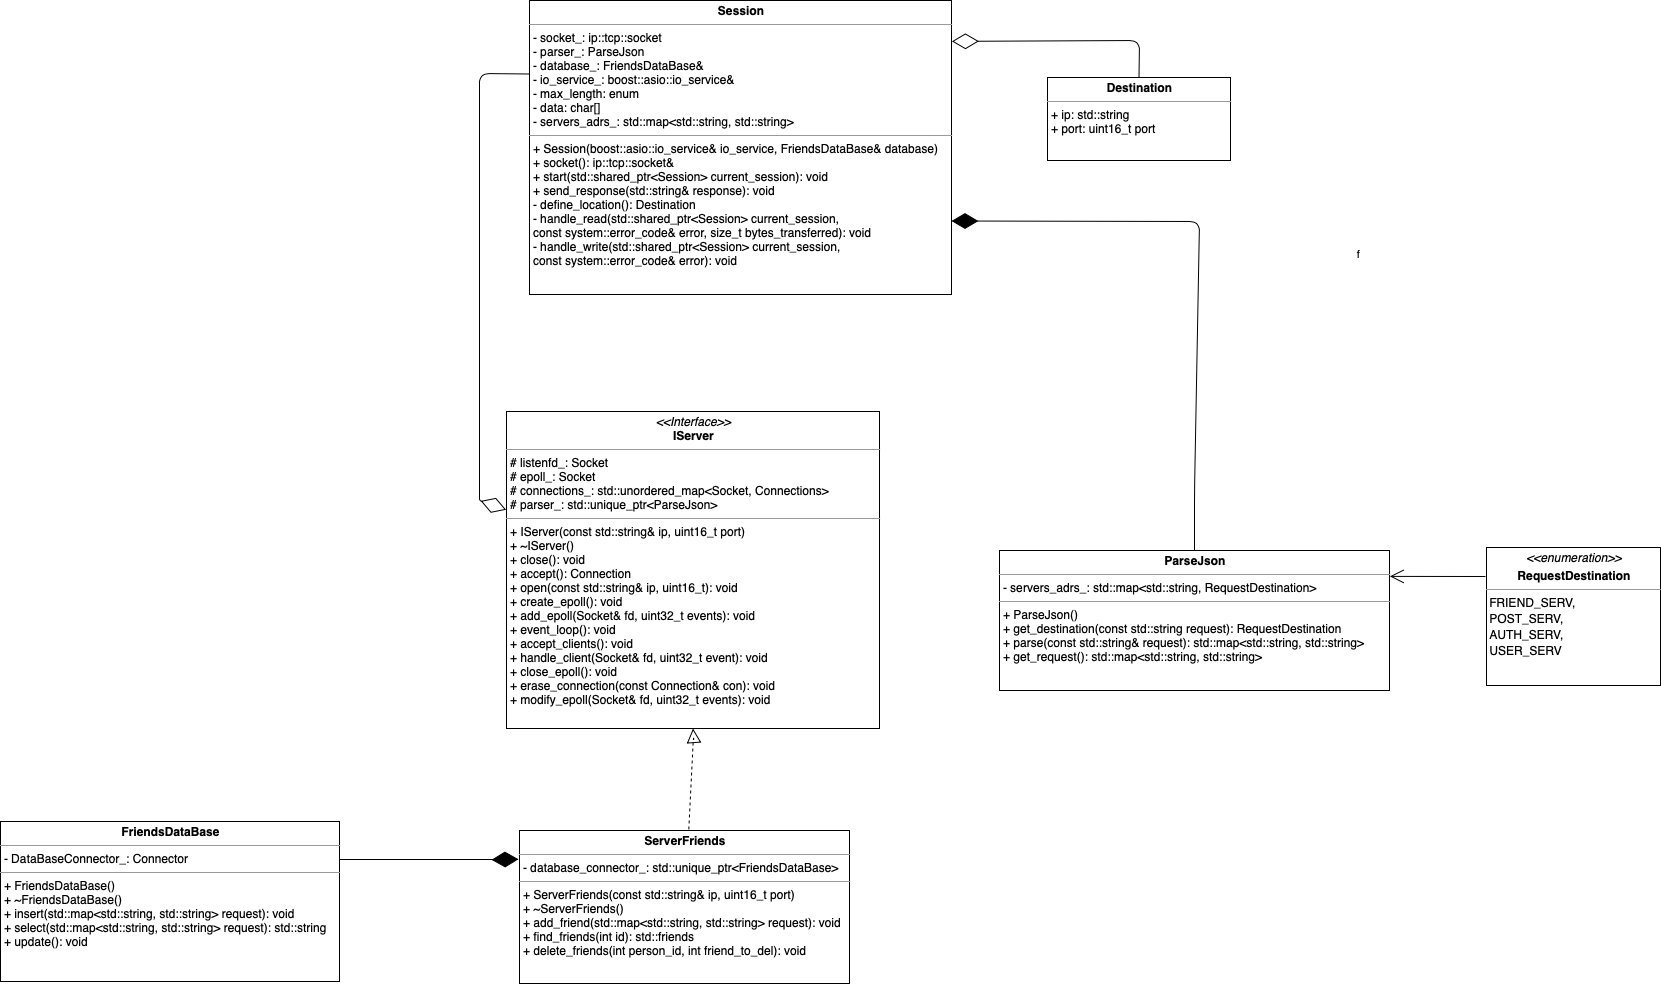 Session
- socket_: ip::tcp::socket
- parser_: ParseJson
- database_: FriendsDataBase&
- io_service_: boost::asio::io_service&
- max_length: enum
- data: char[]
- servers_adrs_: std::map<std::string, std::string>
+ Session(boost::asio::io_service& io_service, FriendsDataBase& database)
+ socket(): ip::tcp::socket&
+ start(std::shared_ptr<Session> current_session): void
+ send_response(std::string& response): void
- define_location(): Destination
- handle_read(std::shared_ptr<Session> current_session,
const system::error_code& error, size_t bytes_transferred): void
- handle_write(std::shared_ptr<Session> current_session,
const system::error_code& error): void
Destination
+ ip: std::string
+ port: uint16_t port
f
<<Interface>>
IServer
# listenfd_: Socket
# epoll_: Socket
# connections_: std::unordered_map<Socket, Connections>
# parser_: std::unique_ptr<ParseJson>
+ IServer(const std::string& ip, uint16_t port)
+ ~IServer()
+ close(): void
+ accept(): Connection
+ open(const std::string& ip, uint16_t): void
+ create_epoll(): void
+ add_epoll(Socket& fd, uint32_t events): void
+ event_loop(): void
+ accept_clients(): void
+ handle_client(Socket& fd, uint32_t event): void
+ close_epoll(): void
+ erase_connection(const Connection& con): void
+ modify_epoll(Socket& fd, uint32_t events): void
ParseJson
- servers_adrs_: std::map<std::string, RequestDestination>
+ ParseJson()
+ get_destination(const std::string request): RequestDestination
+ parse(const std::string& request): std::map<std::string, std::string>
+ get_request(): std::map<std::string, std::string>
<<enumeration>>
RequestDestination
FRIEND_SERV,
POST_SERV,
AUTH_SERV,
USER_SERV
FriendsDataBase
- DataBaseConnector_: Connector
+ FriendsDataBase()
+ ~FriendsDataBase()
+ insert(std::map<std::string, std::string> request): void
+ select(std::map<std::string, std::string> request): std::string
+ update(): void
ServerFriends
- database_connector_: std::unique_ptr<FriendsDataBase>
+ ServerFriends(const std::string& ip, uint16_t port)
+ ~ServerFriends()
+ add_friend(std::map<std::string, std::string> request): void
+ find_friends(int id): std::friends
+ delete_friends(int person_id, int friend_to_del): void